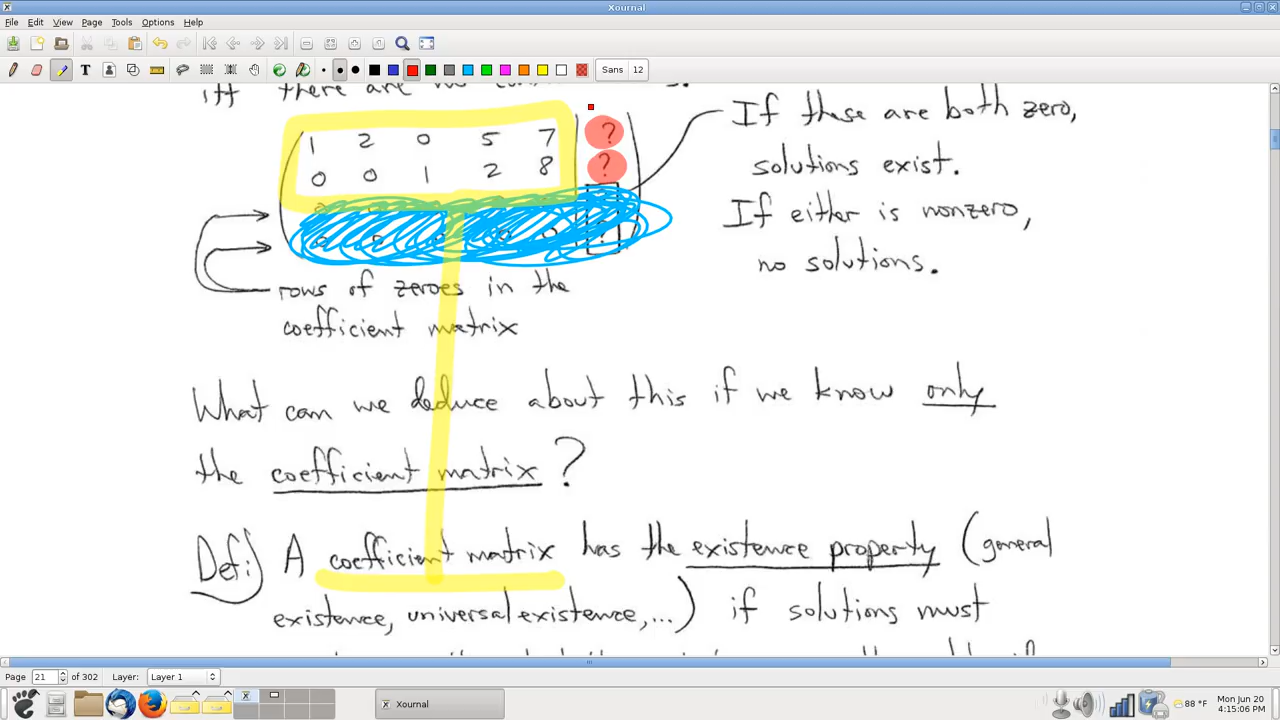 Xournal
File Edit View Page Tools Options Help
Sans 12
iff there are no
1 2 0 5 7 ?
0 0 1 2 8 ?
If these are both zero,
solutions exist.
If either is nonzero,
no solutions.
rows of zeroes in the
coefficient matrix
What can we deduce about this if we know only
the coefficient matrix ?
Def:) A coefficient matrix has the existence property (general
existence, universal existence,...) if solutions must
Page 21 of 302 Layer: Layer 1
Xournal
88 °F
Mon Jun 20
4:15:06 PM